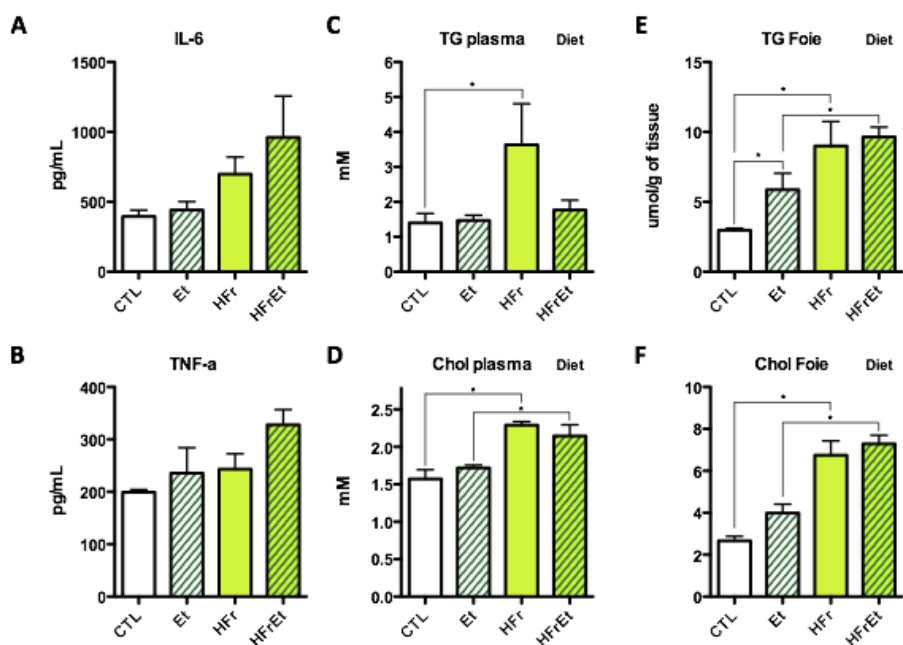 A
IL-6
pg/mL
1500
1000
500
0
CTL
Et
HFr
HFrEt
C
TG plasma
Diet
mM
6
5
4
3
2
1
0
*
CTL
Et
HFr
HFrEt
E
TG Foie
Diet
umol/g of tissue
15
10
5
0
*
*
*
CTL
Et
HFr
HFrEt
B
TNF-a
pg/mL
400
300
200
100
0
CTL
Et
HFr
HFrEt
D
Chol plasma
Diet
mM
2.5
2.0
1.5
1.0
0.5
0.0
*
*
CTL
Et
HFr
HFrEt
F
Chol Foie
Diet
10
8
6
4
2
0
*
*
CTL
Et
HFr
HFrEt